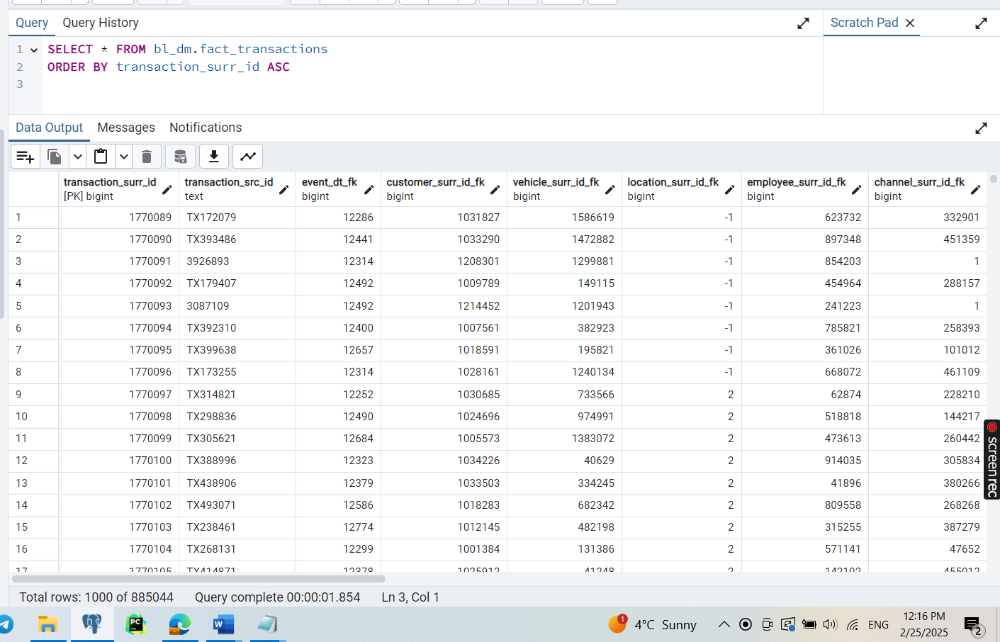 Query Query History Scratch Pad
1 SELECT * FROM bl_dm.fact_transactions
2 ORDER BY transaction_surr_id ASC
3
Data Output Messages Notifications
transaction_surr_id transaction_src_id event_dt_fk customer_surr_id_fk vehicle_surr_id_fk location_surr_id_fk employee_surr_id_fk channel_surr_id_fk
[PK] bigint text bigint bigint bigint bigint bigint bigint
1 1770089 TX172079 12286 1031827 1586619 -1 623732 332901
2 1770090 TX393486 12441 1033290 1472882 -1 897348 451359
3 1770091 3926893 12314 1208301 1299881 -1 854203 1
4 1770092 TX179407 12492 1009789 149115 -1 454964 288157
5 1770093 3087109 12492 1214452 1201943 -1 241223 1
6 1770094 TX392310 12400 1007561 382923 -1 785821 258393
7 1770095 TX399638 12657 1018591 195821 -1 361026 101012
8 1770096 TX173255 12314 1028161 1240134 -1 668072 461109
9 1770097 TX314821 12252 1030685 733566 2 62874 228210
10 1770098 TX298836 12490 1024696 974991 2 518818 144217
11 1770099 TX305621 12684 1005573 1383072 2 473613 260442
12 1770100 TX388996 12323 1034226 40629 2 914035 305834
13 1770101 TX438906 12379 1033503 334245 2 41896 380266
14 1770102 TX493071 12586 1018283 682342 2 809558 268268
15 1770103 TX238461 12774 1012145 482198 2 315255 387279
16 1770104 TX268131 12299 1001384 131386 2 571141 47652
17 1770105 TX414871 12378 1025912 41248 2 142102 455012
screenrec
Total rows: 1000 of 885044 Query complete 00:00:01.854 Ln 3, Col 1
PC W 1 4°C Sunny ENG 12:16 PM
2/25/2025 2